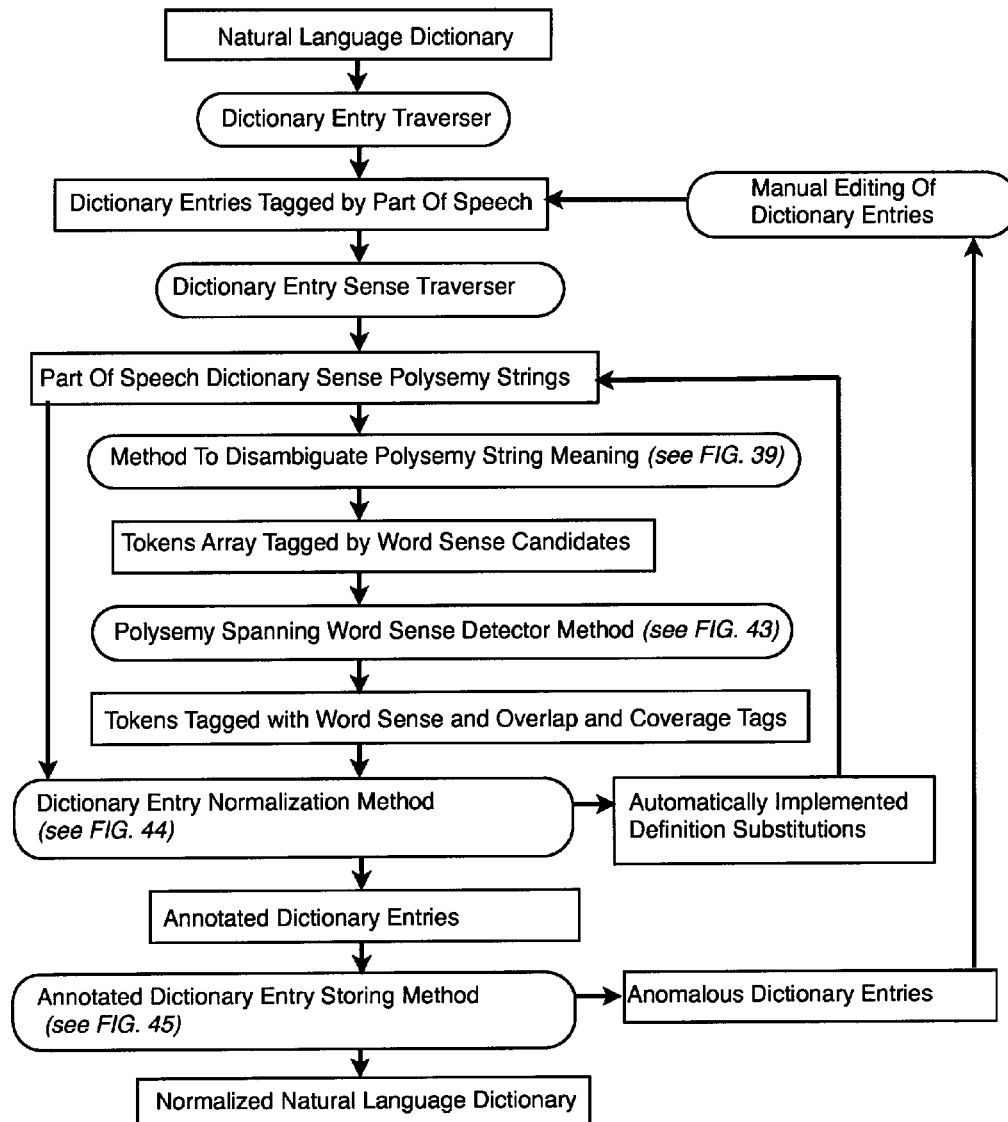 Natural Language Dictionary
Dictionary Entry Traverser
Dictionary Entries Tagged by Part Of Speech
Manual Editing Of
Dictionary Entries
Dictionary Entry Sense Traverser
Part Of Speech Dictionary Sense Polysemy Strings
Method To Disambiguate Polysemy String Meaning (see FIG. 39)
Tokens Array Tagged by Word Sense Candidates
Polysemy Spanning Word Sense Detector Method (see FIG. 43)
Tokens Tagged with Word Sense and Overlap and Coverage Tags
Dictionary Entry Normalization Method
(see FIG. 44)
Automatically Implemented
Definition Substitutions
Annotated Dictionary Entries
Annotated Dictionary Entry Storing Method
(see FIG. 45)
Anomalous Dictionary Entries
Normalized Natural Language Dictionary